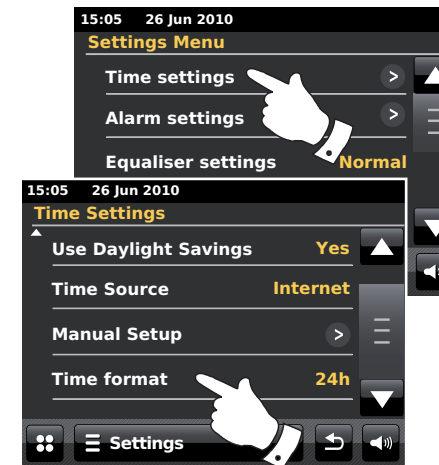 15:05 26 Jun 2010
Settings Menu
Time settings >
Alarm settings >
Equaliser settings Normal
15:05 26 Jun 2010
Time Settings
Use Daylight Savings Yes
Time Source Internet
Manual Setup >
Time format 24h
Settings